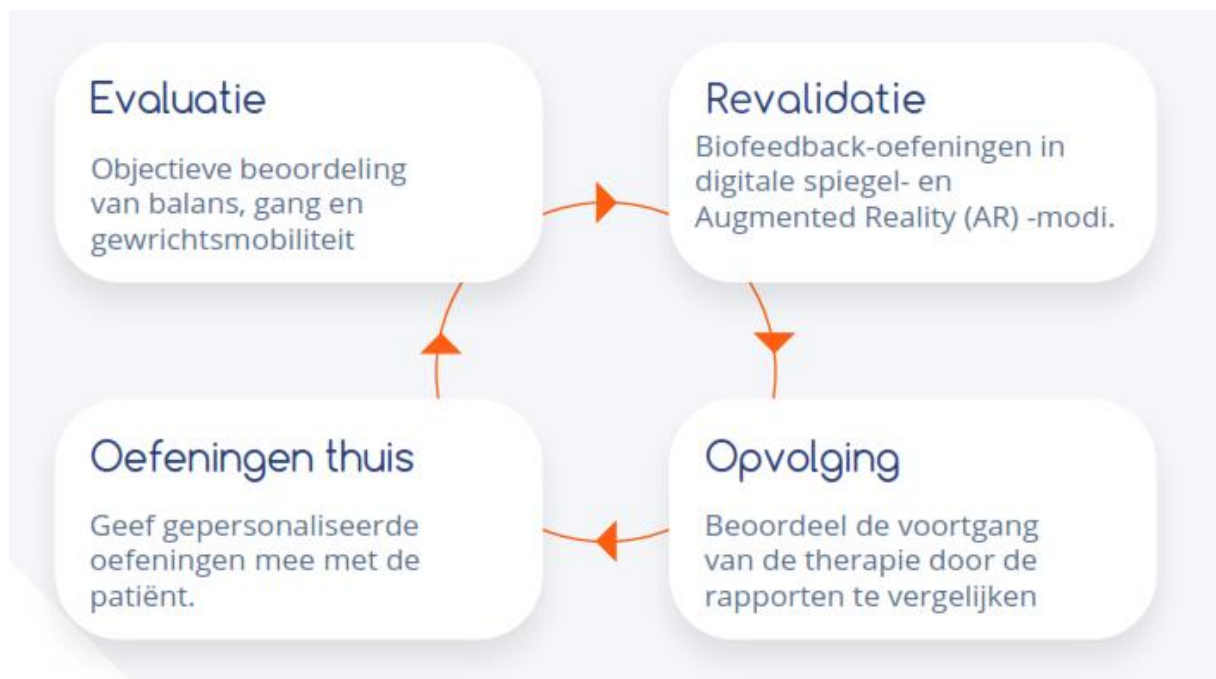 Evaluatie
Objectieve beoordeling
van balans, gang en
gewrichtsmobiliteit
Revalidatie
Biofeedback-oefeningen in
digitale spiegel- en
Augmented Reality (AR) -modi.
Oefeningen thuis
Geef gepersonaliseerde
oefeningen mee met de
patiënt.
Opvolging
Beoordeel de voortgang
van de therapie door de
rapporten te vergelijken